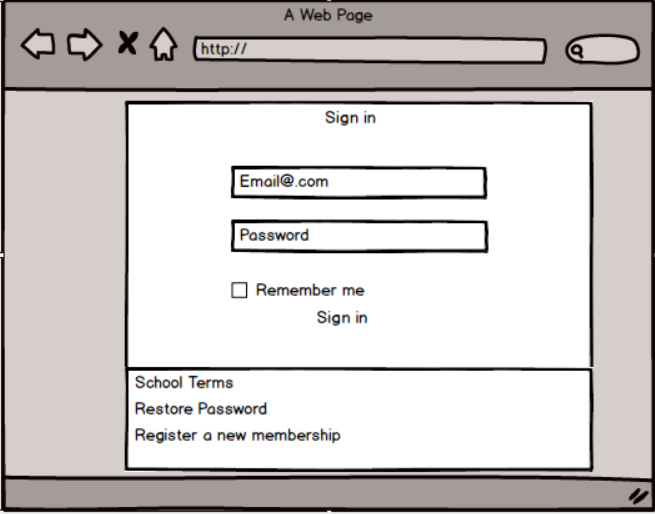 A Web Page
http://
Sign in
Email@.com
Password
Remember me
Sign in
School Terms
Restore Password
Register a new membership